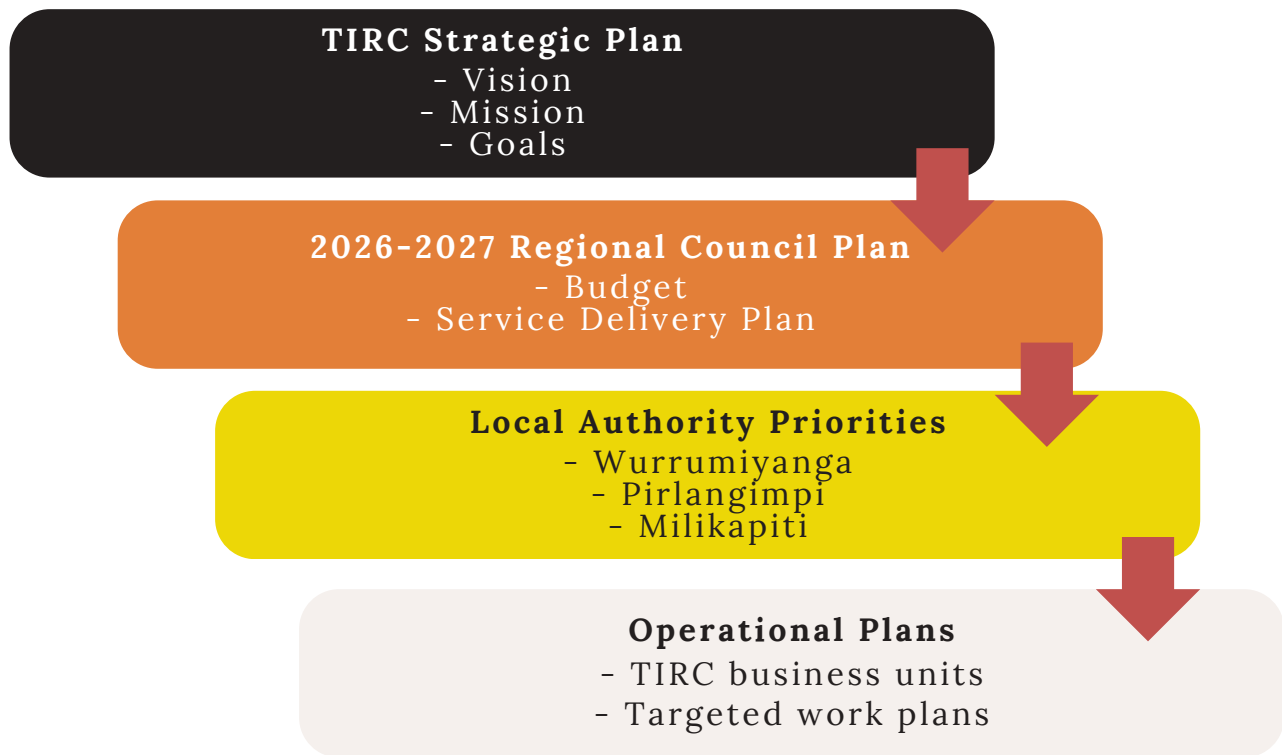 TIRC Strategic Plan
- Vision
- Mission
- Goals
2026-2027 Regional Council Plan
- Budget
- Service Delivery Plan
Local Authority Priorities
- Wurrumiyanga
- Pirlangimpi
- Milikapiti
Operational Plans
- TIRC business units
- Targeted work plans